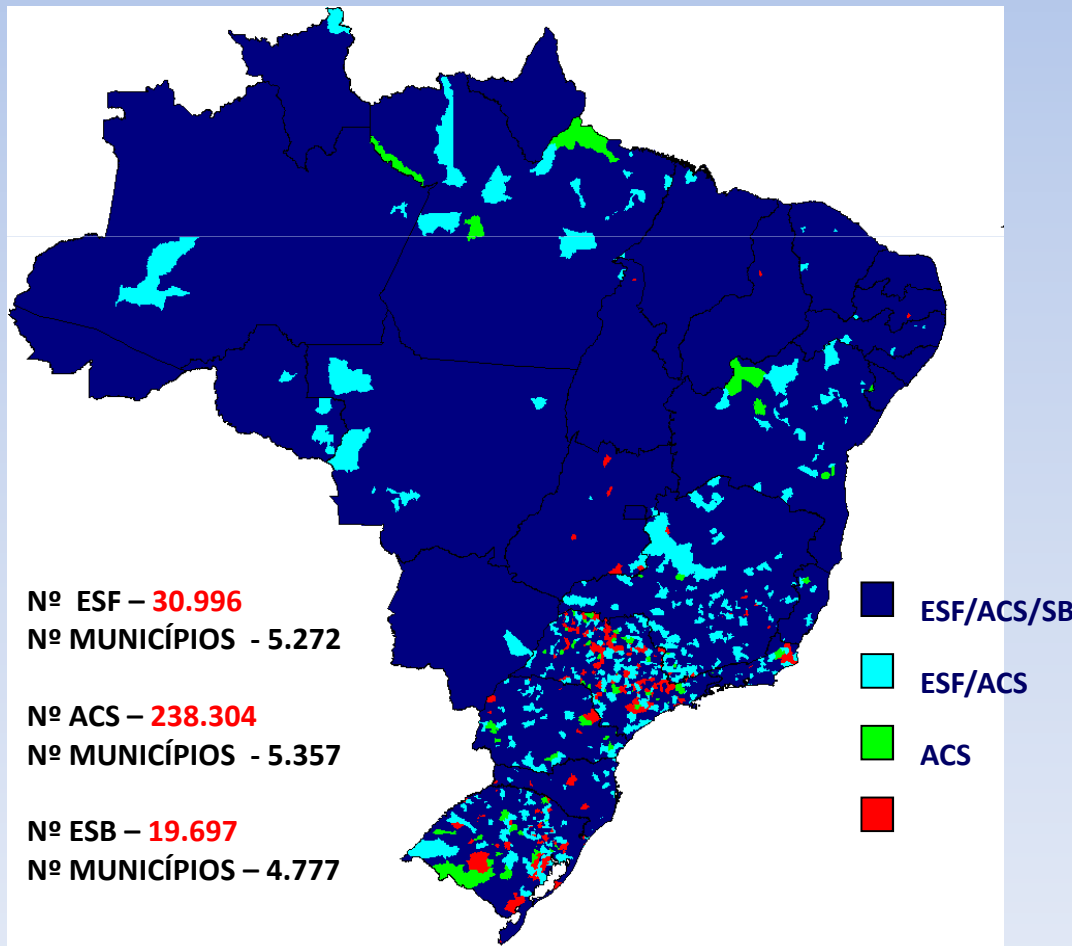 Nº ESF – 30.996
Nº MUNICÍPIOS - 5.272
Nº ACS – 238.304
Nº MUNICÍPIOS - 5.357
Nº ESB – 19.697
Nº MUNICÍPIOS – 4.777
ESF/ACS/SB
ESF/ACS
ACS